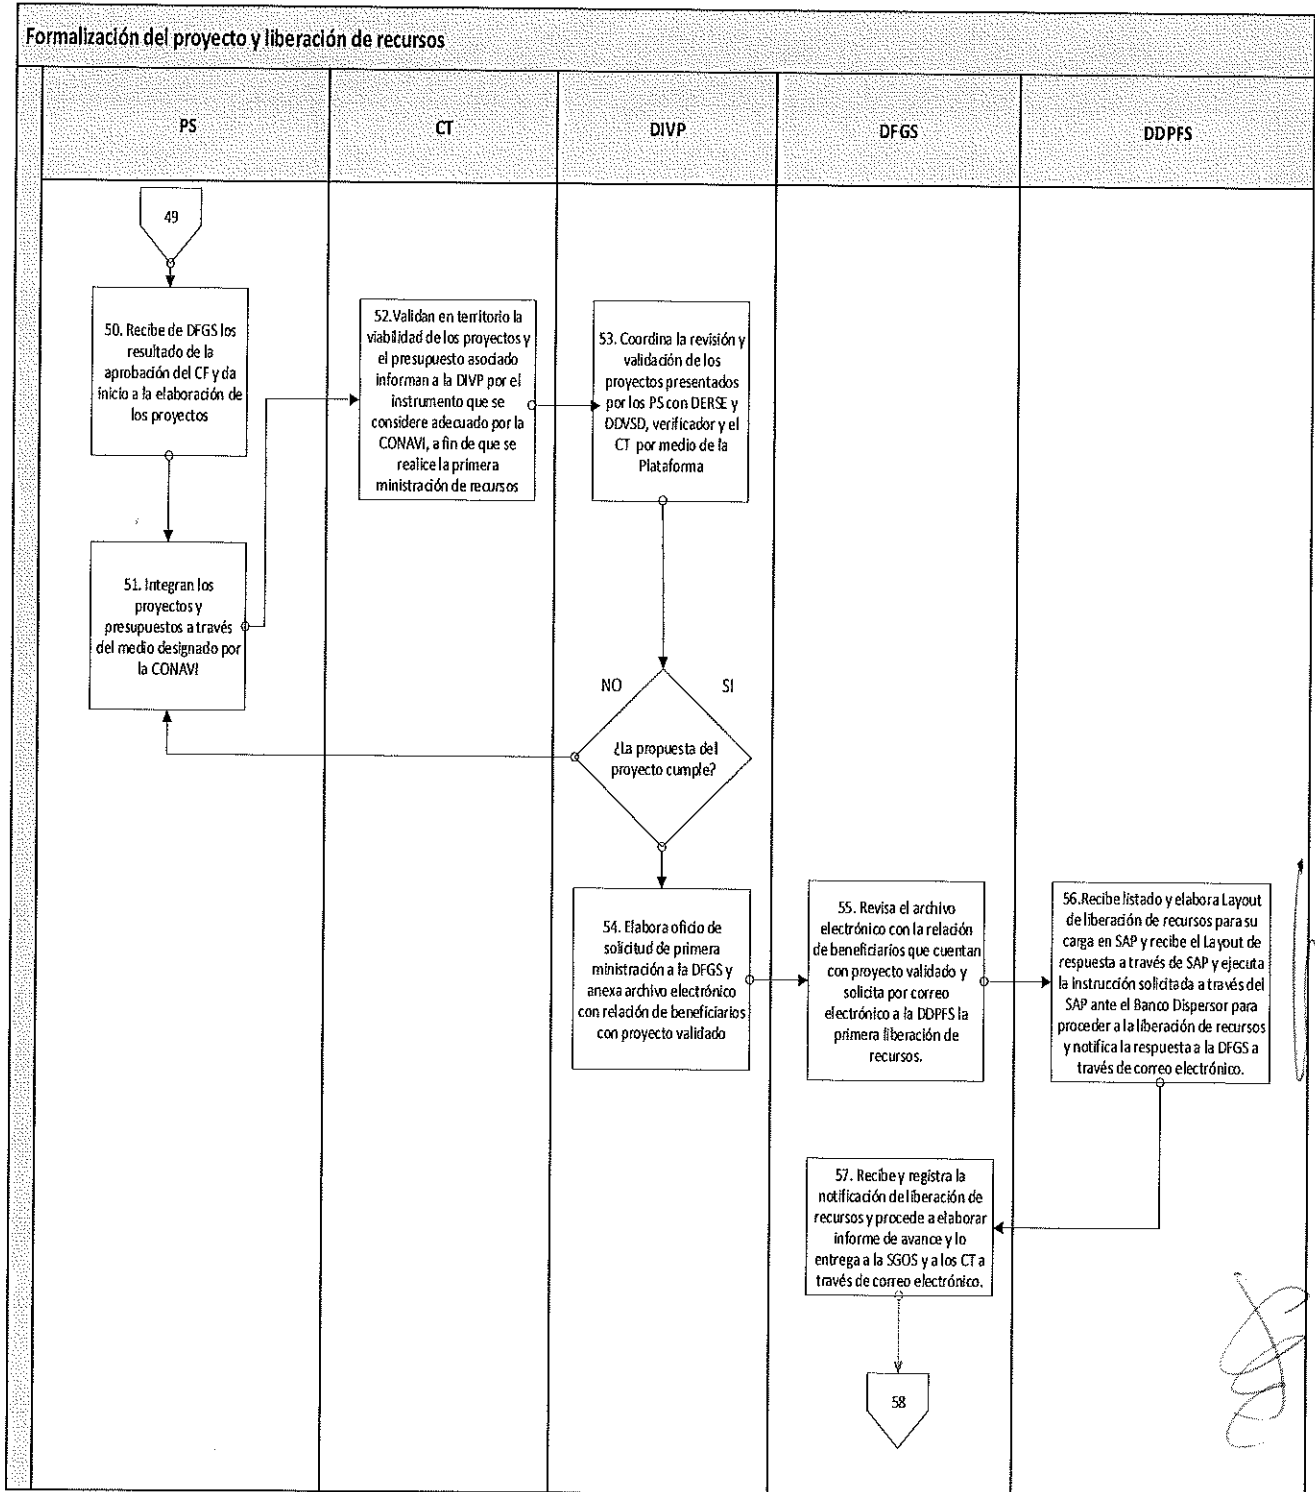 Formalización del proyecto y liberación de recursos
PS
CT
DIVP
DFGS
DDPFS
49
50. Recibe de DFGS los
resultado de la
aprobación del CF y da
inicio a la elaboración de
los proyectos
51. Integran los
proyectos y
presupuestos a través
del medio designado por
la CONAVI
52.Validan en territorio la
viabilidad de los proyectos y
el presupuesto asociado
informan a la DIVP por el
instrumento que se
considere adecuado por la
CONAVI, a fin de que se
realice la primera
ministración de recursos
53. Coordina la revisión y
validación de los
proyectos presentados
por los PS con DERSE y
DDVSD, verificador y el
CT por medio de la
Plataforma
NO
SI
¿La propuesta del
proyecto cumple?
54. Elabora oficio de
solicitud de primera
ministración a la DFGS y
anexa archivo electrónico
con relación de beneficiarios
con proyecto validado
55. Revisa el archivo
electrónico con la relación
de beneficiarios que cuentan
con proyecto validado y
solicita por correo
electrónico a la DDPFS la
primera liberación de
recursos.
56.Recibe listado y elabora Layout
de liberación de recursos para su
carga en SAP y recibe el Layout de
respuesta a través de SAP y ejecuta
la instrucción solicitada a través del
SAP ante el Banco Dispersor para
proceder a la liberación de recursos
y notifica la respuesta a la DFGS a
través de correo electrónico.
57. Recibe y registra la
notificación de liberación de
recursos y procede a elaborar
informe de avance y lo
entrega a la SGOS y a los CT a
través de correo electrónico.
58